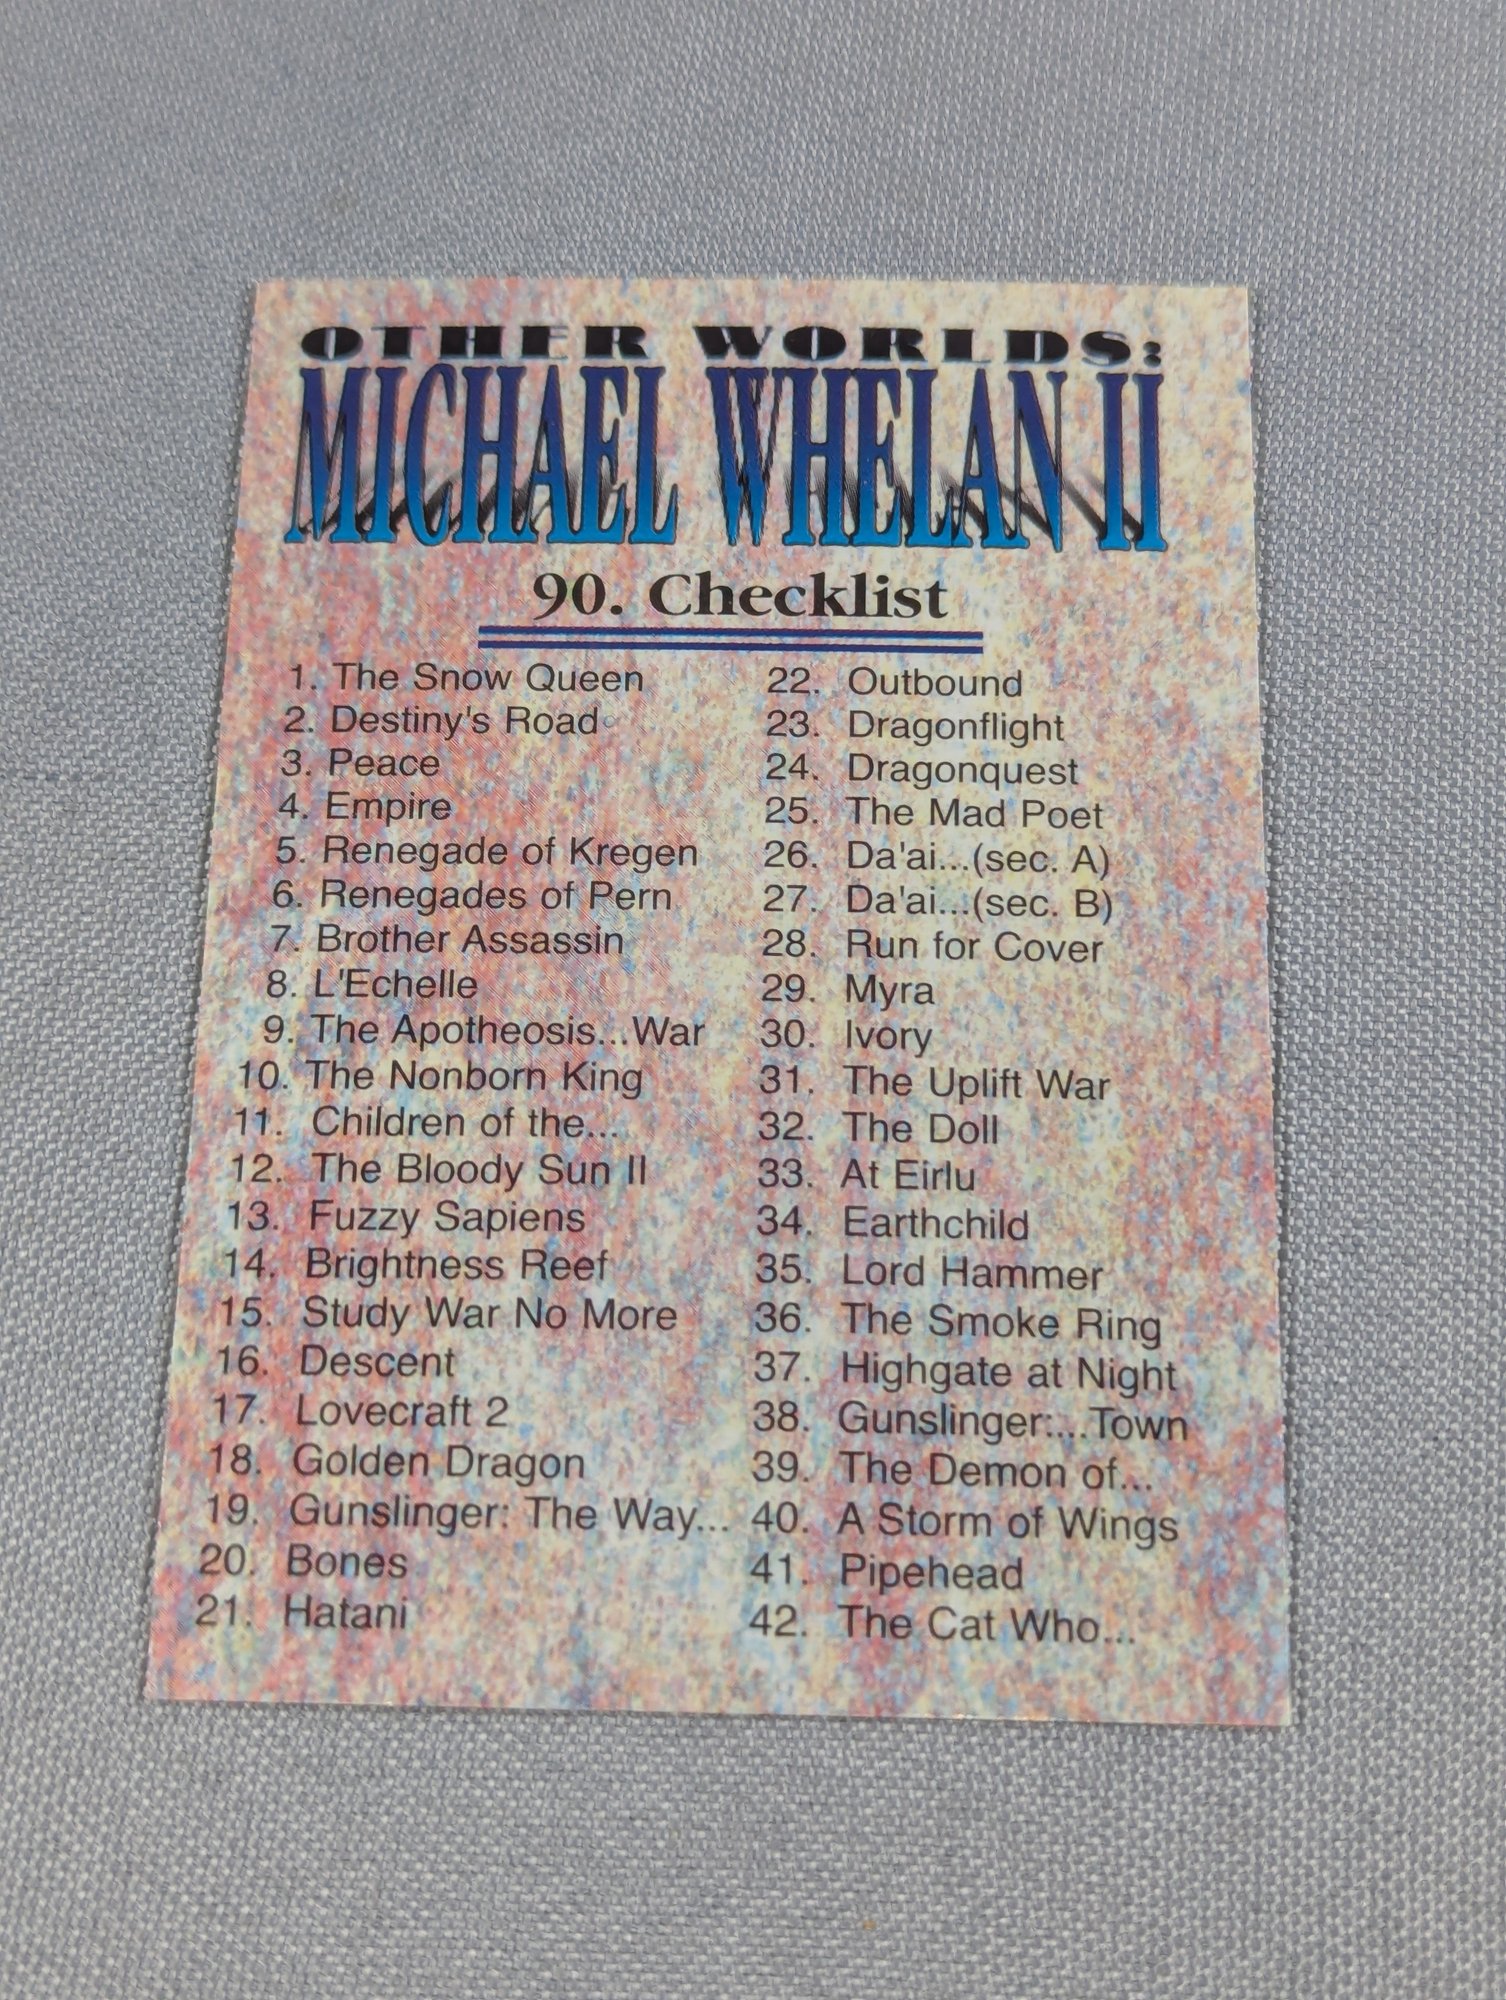 OTHER WORLDS:
MICHAEL WHELAN II
90. Checklist
1. The Snow Queen
2. Destiny's Road
3. Peace
4. Empire
5. Renegade of Kregen
6. Renegades of Pern
7. Brother Assassin
8. L'Echelle
9. The Apotheosis...War
10. The Nonborn King
11. Children of the...
12. The Bloody Sun II
13. Fuzzy Sapiens
14. Brightness Reef
15. Study War No More
16. Descent
17. Lovecraft 2
18. Golden Dragon
19. Gunslinger: The Way...
20. Bones
21. Hatani
22. Outbound
23. Dragonflight
24. Dragonquest
25. The Mad Poet
26. Da'ai...(sec. A)
27. Da'ai...(sec. B)
28. Run for Cover
29. Myra
30. Ivory
31. The Uplift War
32. The Doll
33. At Eirlu
34. Earthchild
35. Lord Hammer
36. The Smoke Ring
37. Highgate at Night
38. Gunslinger:...Town
39. The Demon of...
40. A Storm of Wings
41. Pipehead
42. The Cat Who...